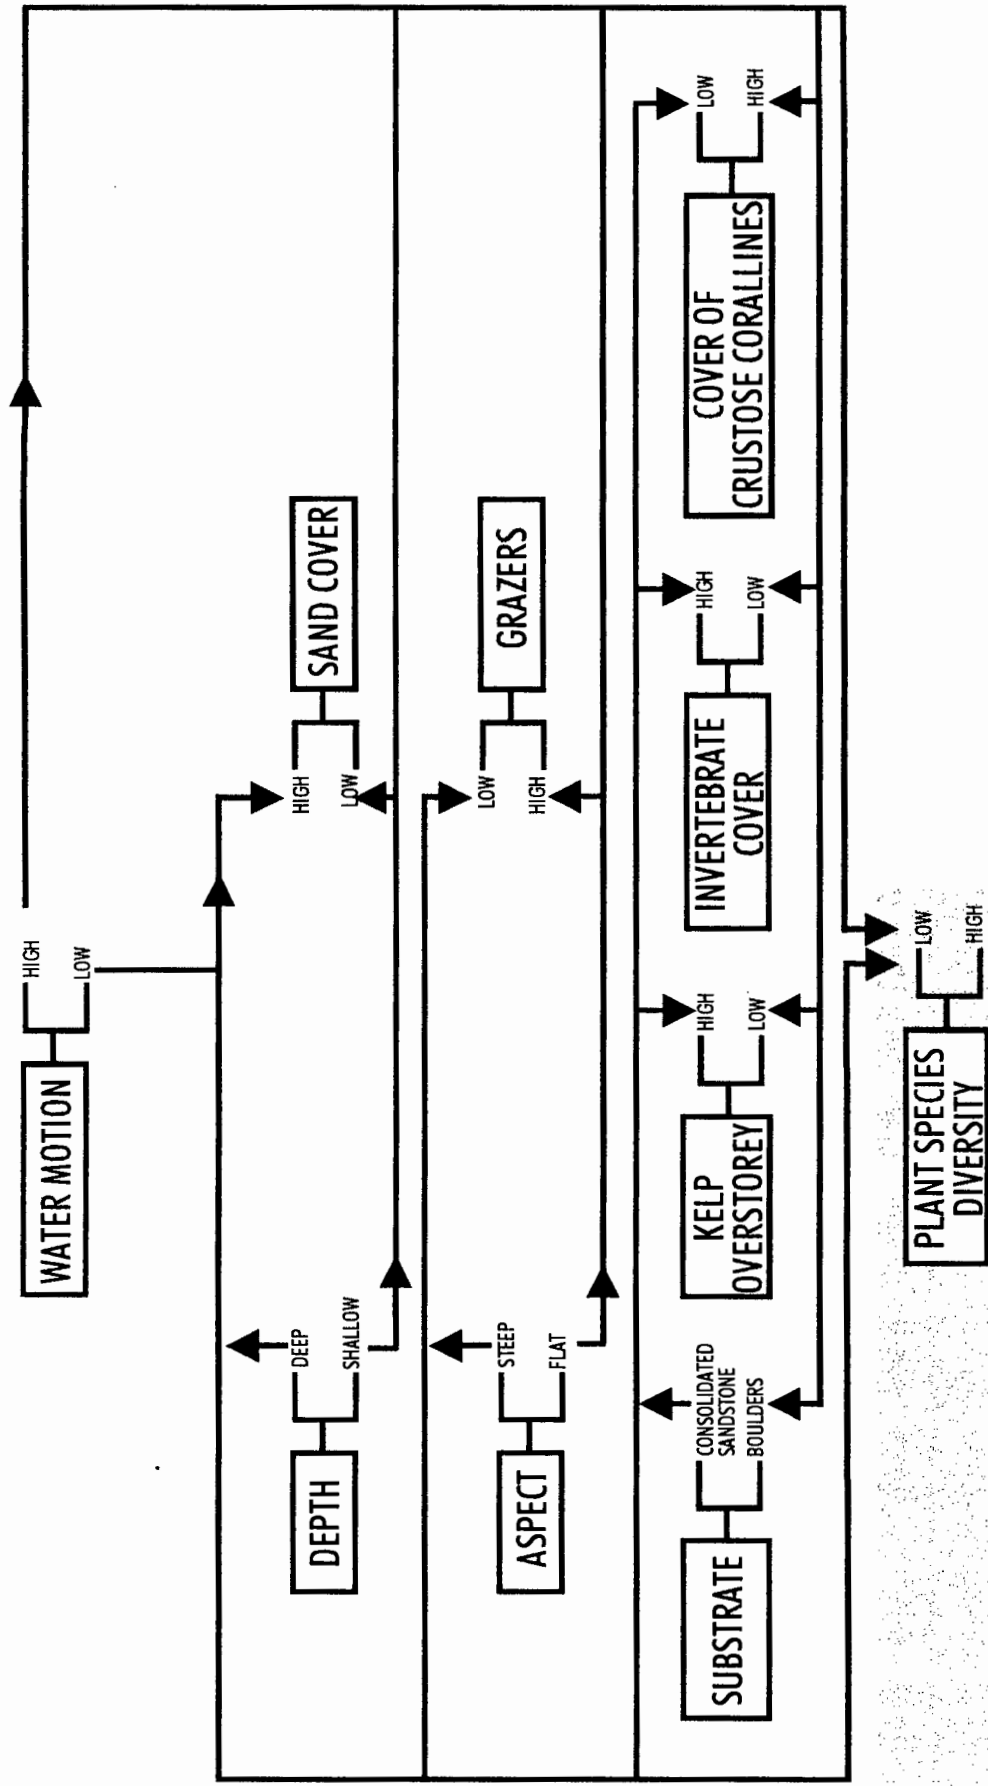 WATER MOTION
HIGH
LOW
DEPTH
DEEP
SHALLOW
HIGH
LOW
SAND COVER
ASPECT
STEEP
FLAT
LOW
HIGH
GRAZERS
SUBSTRATE
CONSOLIDATED
SANDSTONE
BOULDERS
KELP
OVERSTOREY
HIGH
LOW
INVERTEBRATE
COVER
HIGH
LOW
COVER OF
CRUSTOSE CORALLINES
LOW
HIGH
PLANT SPECIES
DIVERSITY
LOW
HIGH